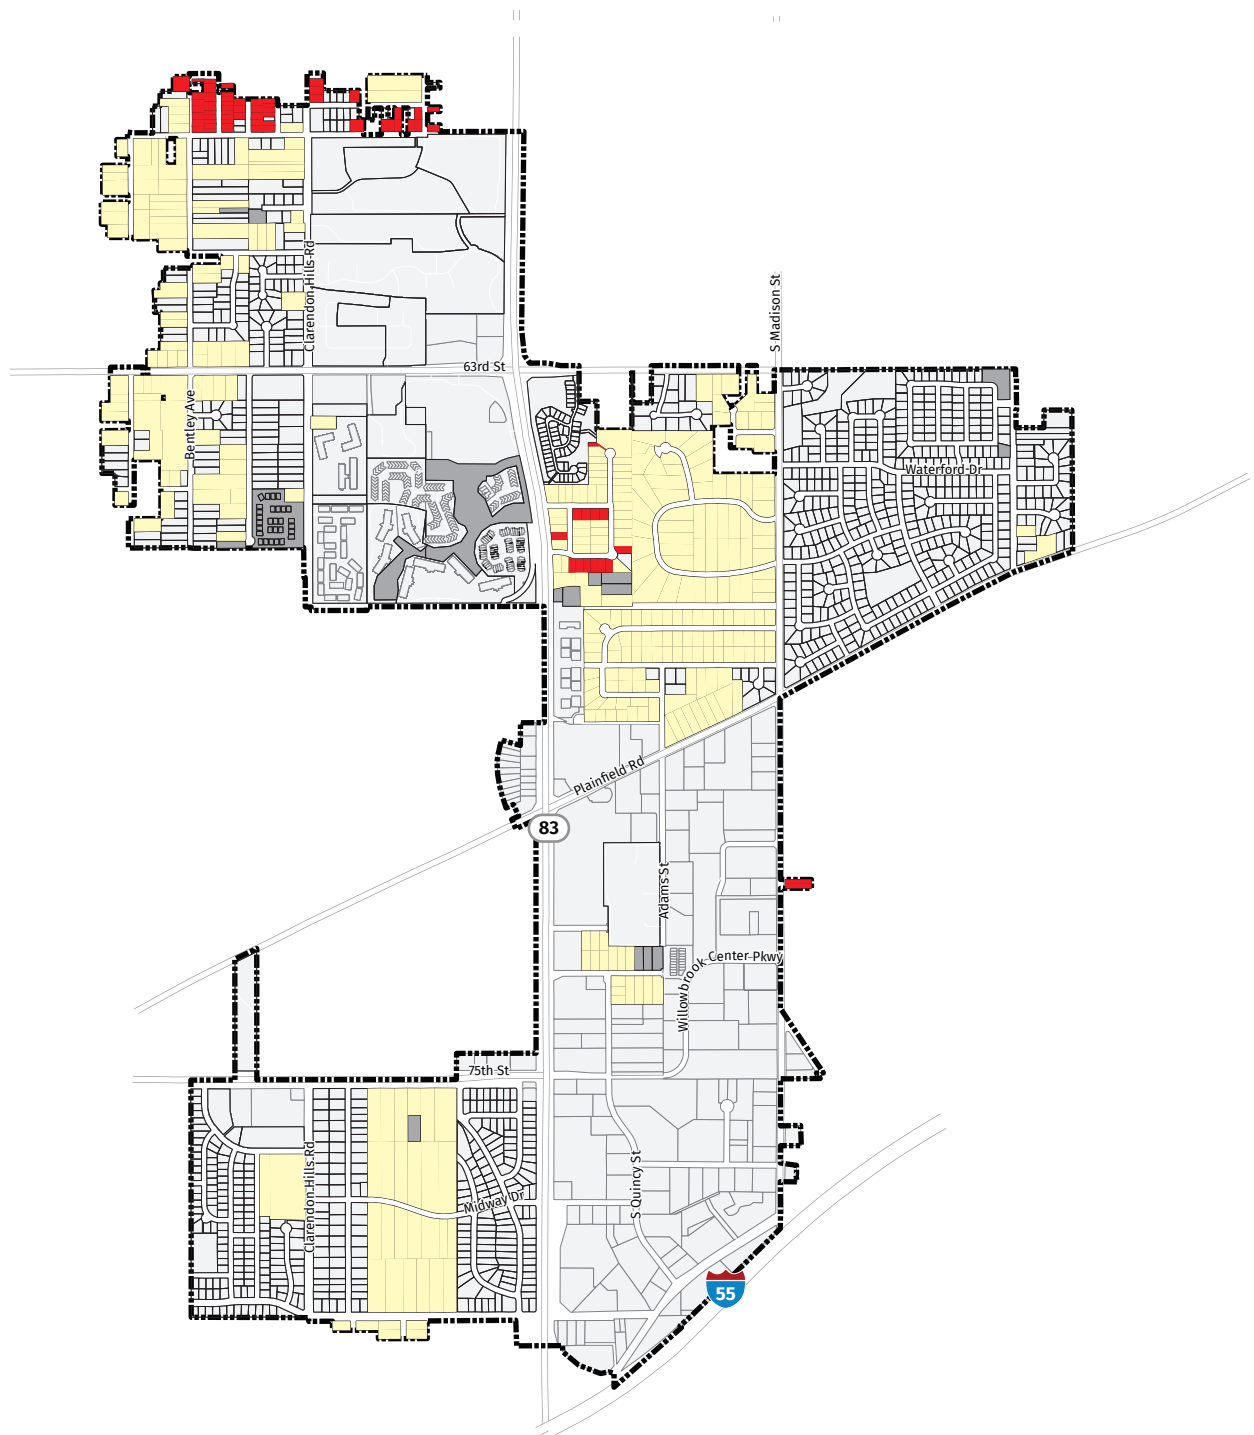 S Madison St
Clarendon Hills Rd
63rd St
Bentley Ave
Waterford Dr
Plainfield Rd
83
Adams St
Willowbrook Center Pkwy
75th St
Clarendon Hills Rd
S Quincy St
Midway Dr
55